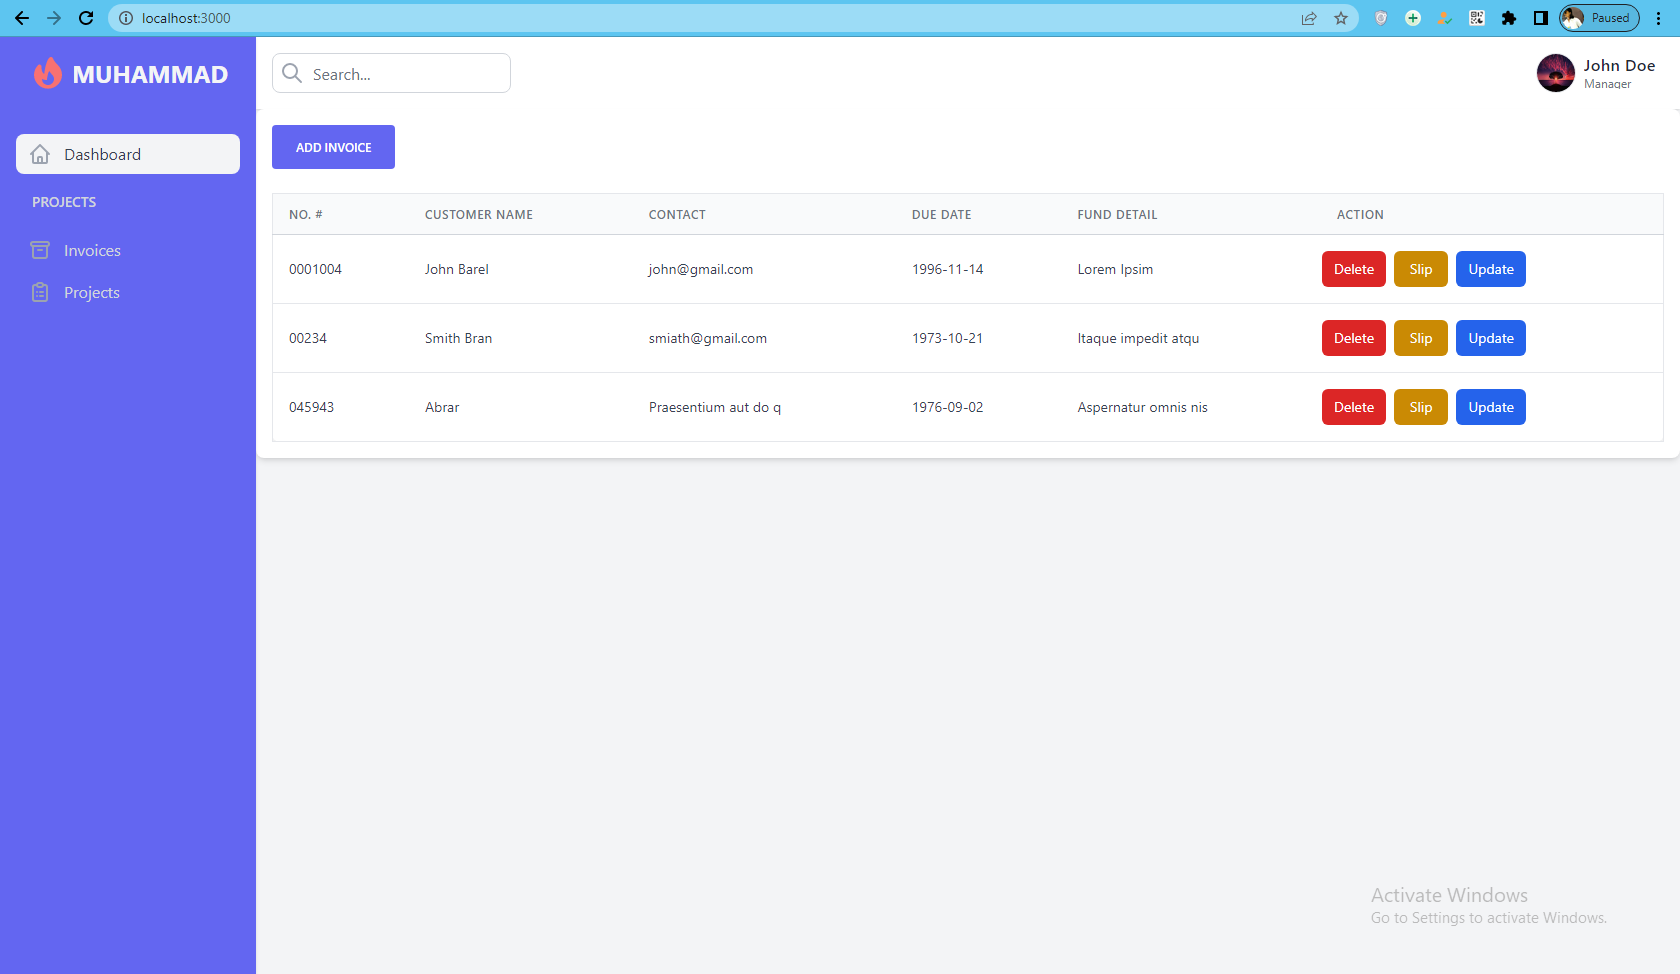 localhost:3000
Paused
MUHAMMAD
Search...
John Doe
Manager
Dashboard
PROJECTS
Invoices
Projects
ADD INVOICE
NO. # CUSTOMER NAME CONTACT DUE DATE FUND DETAIL ACTION
0001004 John Barel john@gmail.com 1996-11-14 Lorem Ipsim Delete Slip Update
00234 Smith Bran smiath@gmail.com 1973-10-21 Itaque impedit atqu Delete Slip Update
045943 Abrar Praesentium aut do q 1976-09-02 Aspernatur omnis nis Delete Slip Update
Activate Windows
Go to Settings to activate Windows.